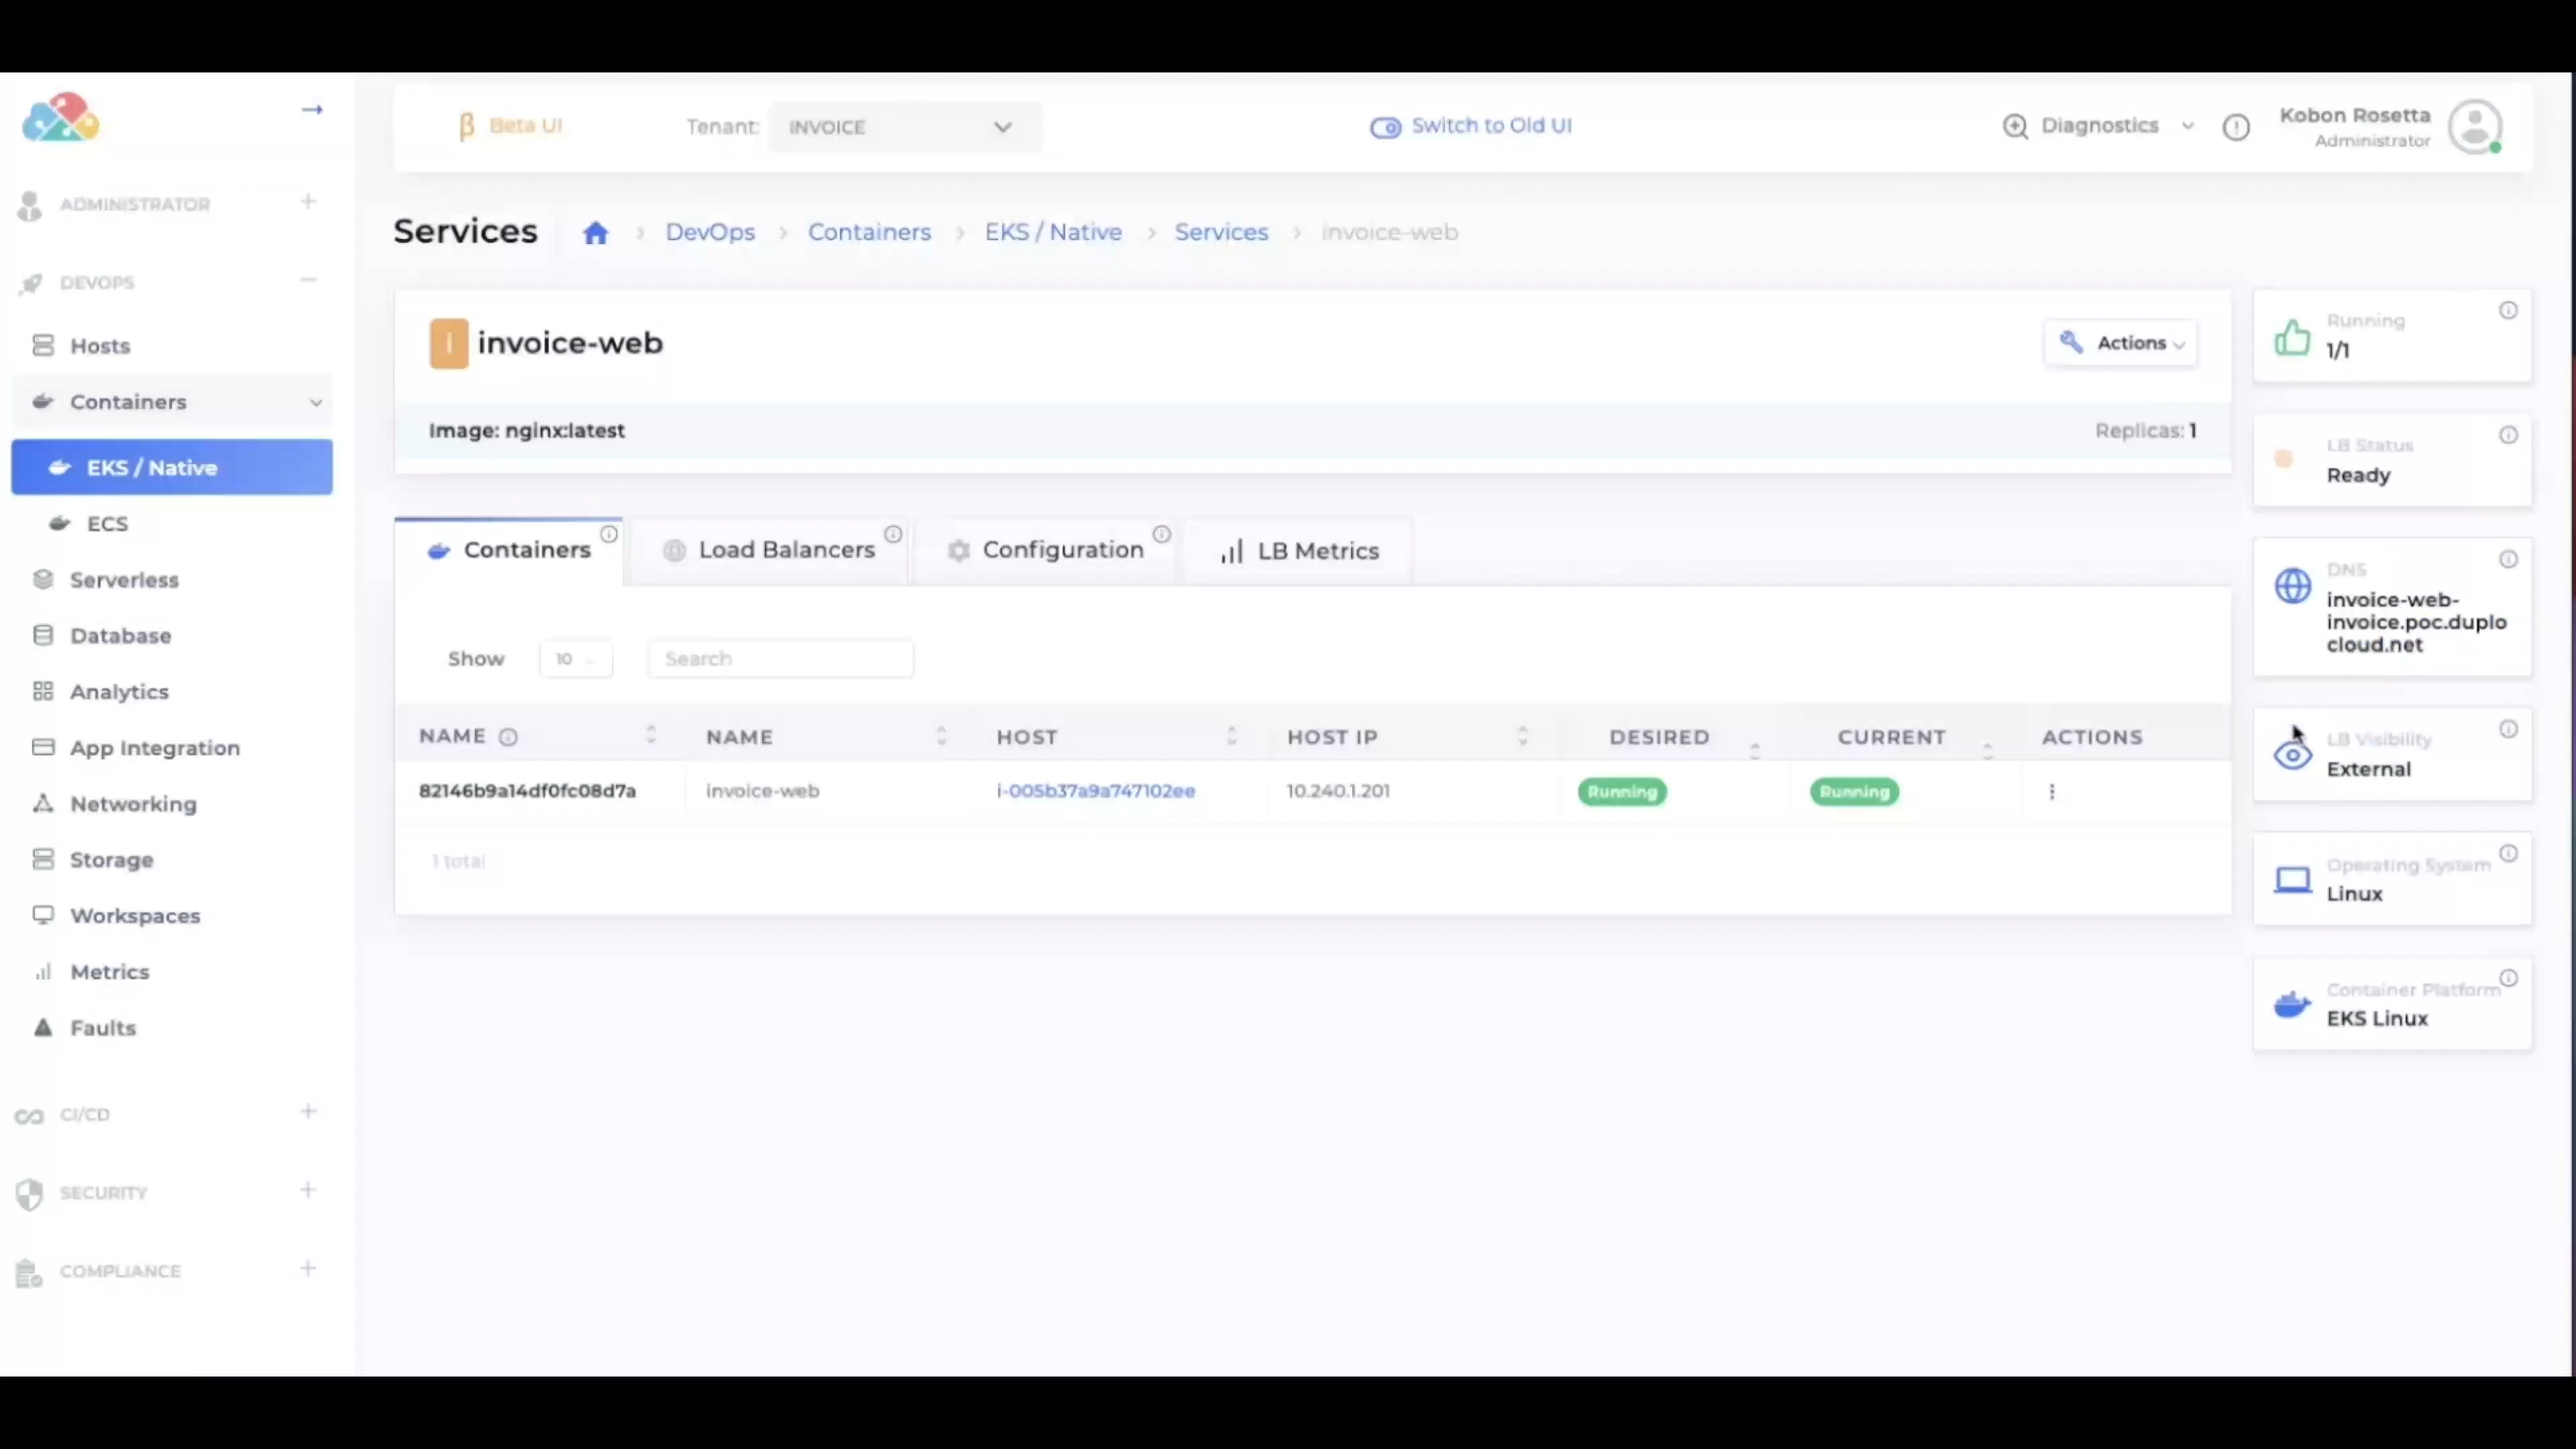 β Beta UI
Tenant: INVOICE
Switch to Old UI
Diagnostics
Kobon Rosetta
Administrator
ADMINISTRATOR
DEVOPS
Hosts
Containers
EKS / Native
ECS
Serverless
Database
Analytics
App Integration
Networking
Storage
Workspaces
Metrics
Faults
CI/CD
SECURITY
COMPLIANCE
Services > DevOps > Containers > EKS / Native > Services > invoice-web
I invoice-web
Actions
Image: nginx:latest
Replicas: 1
Containers
Load Balancers
Configuration
LB Metrics
Show 10 Search
NAME NAME HOST HOST IP DESIRED CURRENT ACTIONS
82146b9a14df0fc08d7a invoice-web i-005b37a9a747102ee 10.240.1.201 Running Running
1 total
Running
1/1
LB Status
Ready
DNS
invoice-web-
invoice.poc.duplo
cloud.net
LB Visibility
External
Operating System
Linux
Container Platform
EKS Linux